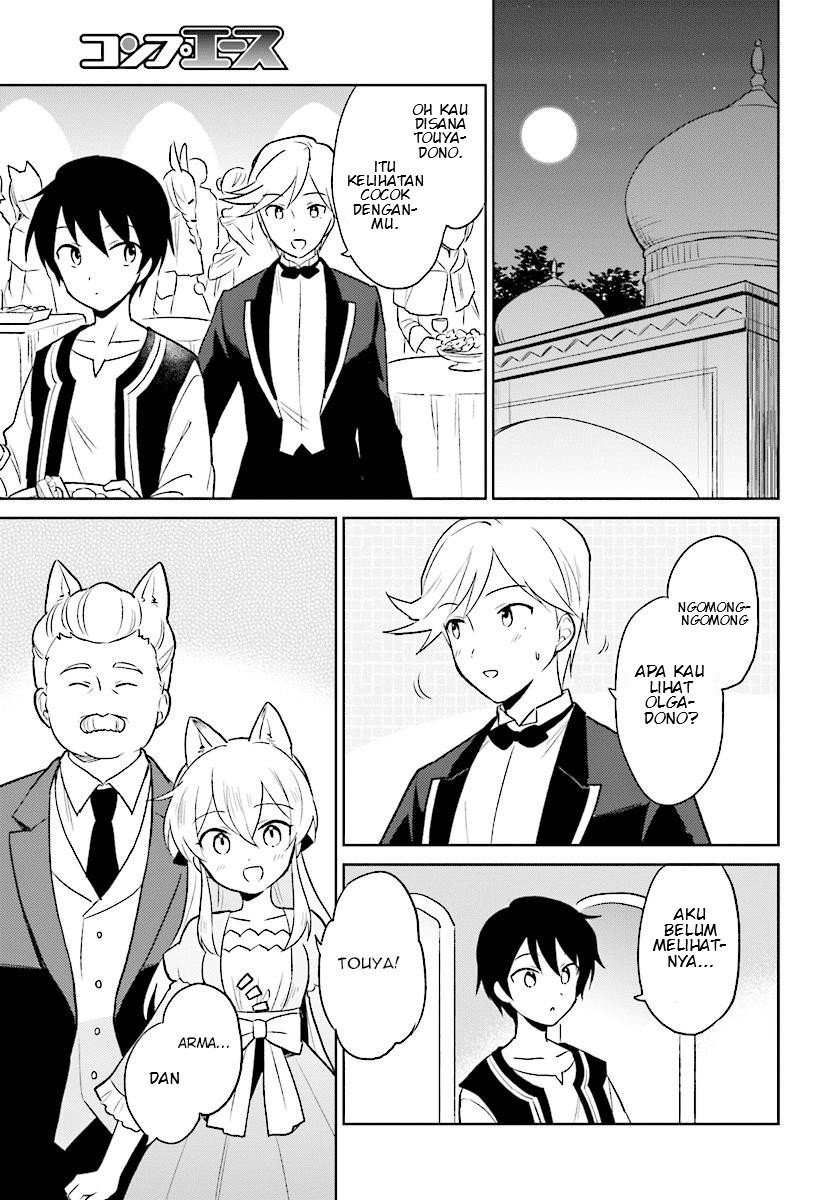 コンプエース
OH KAU
DISANA
TOUYA-
DONO.
ITU
KELIHATAN
COCOK
DENGAN-
MU.
NGOMONG-
NGOMONG
APA KAU
LIHAT
OLGA-
DONO?
AKU
BELUM
MELIHAT-
NYA...
TOUYA!
ARMA...
DAN